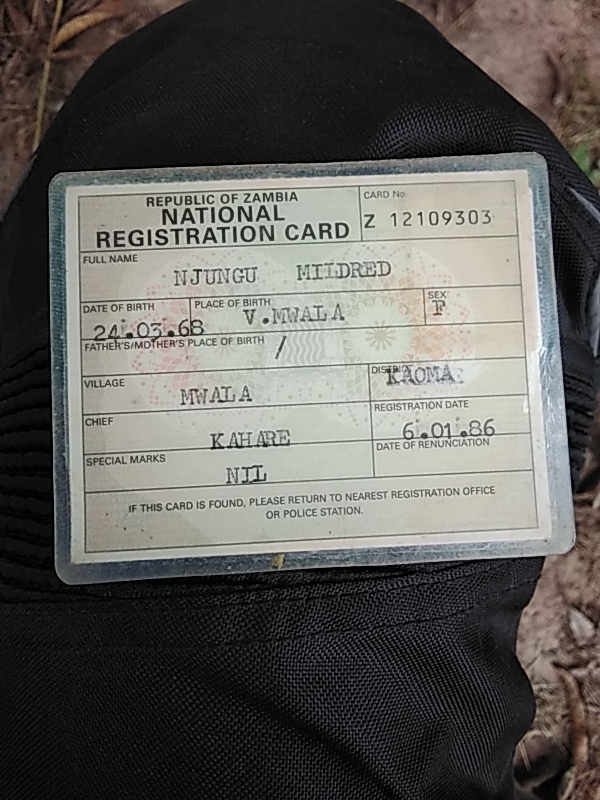 REPUBLIC OF ZAMBIA
NATIONAL
REGISTRATION CARD
CARD No.
Z 12109303
FULL NAME
NJUNGU MILDRED
DATE OF BIRTH
24.03.68
PLACE OF BIRTH
V.MWALA
SEX
F
FATHER'S/MOTHER'S PLACE OF BIRTH
/
VILLAGE
MWALA
DISTRICT
KAOMA
CHIEF
KAHARE
REGISTRATION DATE
6.01.86
SPECIAL MARKS
NIL
DATE OF RENUNCIATION
IF THIS CARD IS FOUND, PLEASE RETURN TO NEAREST REGISTRATION OFFICE
OR POLICE STATION.